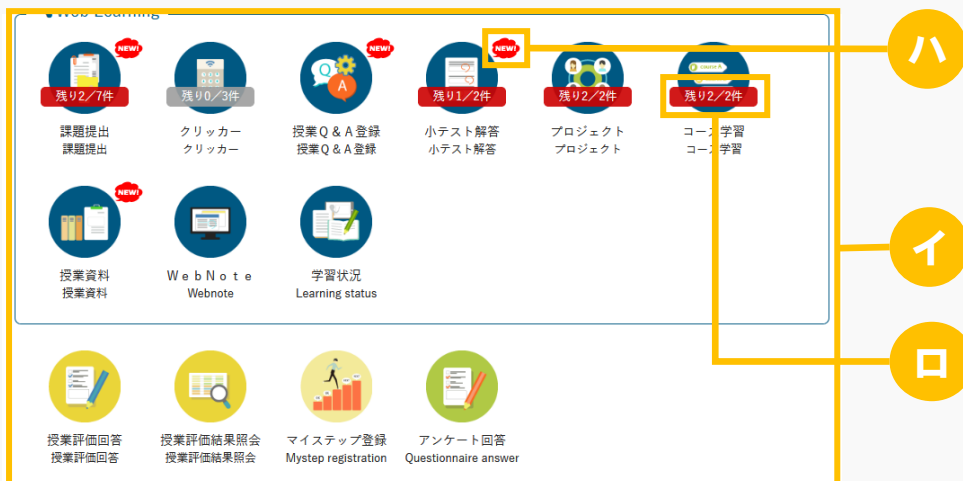 Web Learning
NEW!
NEW!
NEW!
ハ
残り2／7件
残り0／3件
Q
A
残り1／2件
残り2／2件
course A
残り2／2件
課題提出
クリッカー
授業Q＆A登録
小テスト解答
プロジェクト
コース学習
課題提出
クリッカー
授業Q＆A登録
小テスト解答
プロジェクト
コース学習
NEW!
イ
授業資料
ＷｅｂＮｏｔｅ
学習状況
授業資料
Webnote
Learning status
ロ
授業評価回答
授業評価結果照会
マイステップ登録
アンケート回答
授業評価回答
授業評価結果照会
Mystep registration
Questionnaire answer